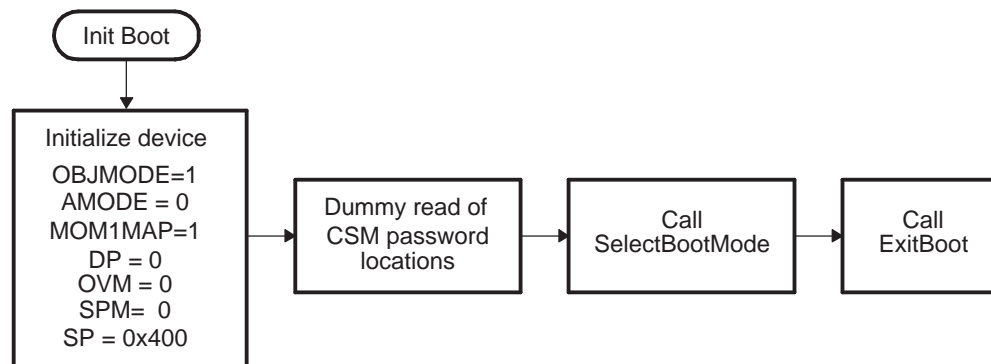 Init Boot
Initialize device
OBJMODE=1
AMODE = 0
MOM1MAP=1
DP = 0
OVM = 0
SPM= 0
SP = 0x400
Dummy read of
CSM password
locations
Call
SelectBootMode
Call
ExitBoot